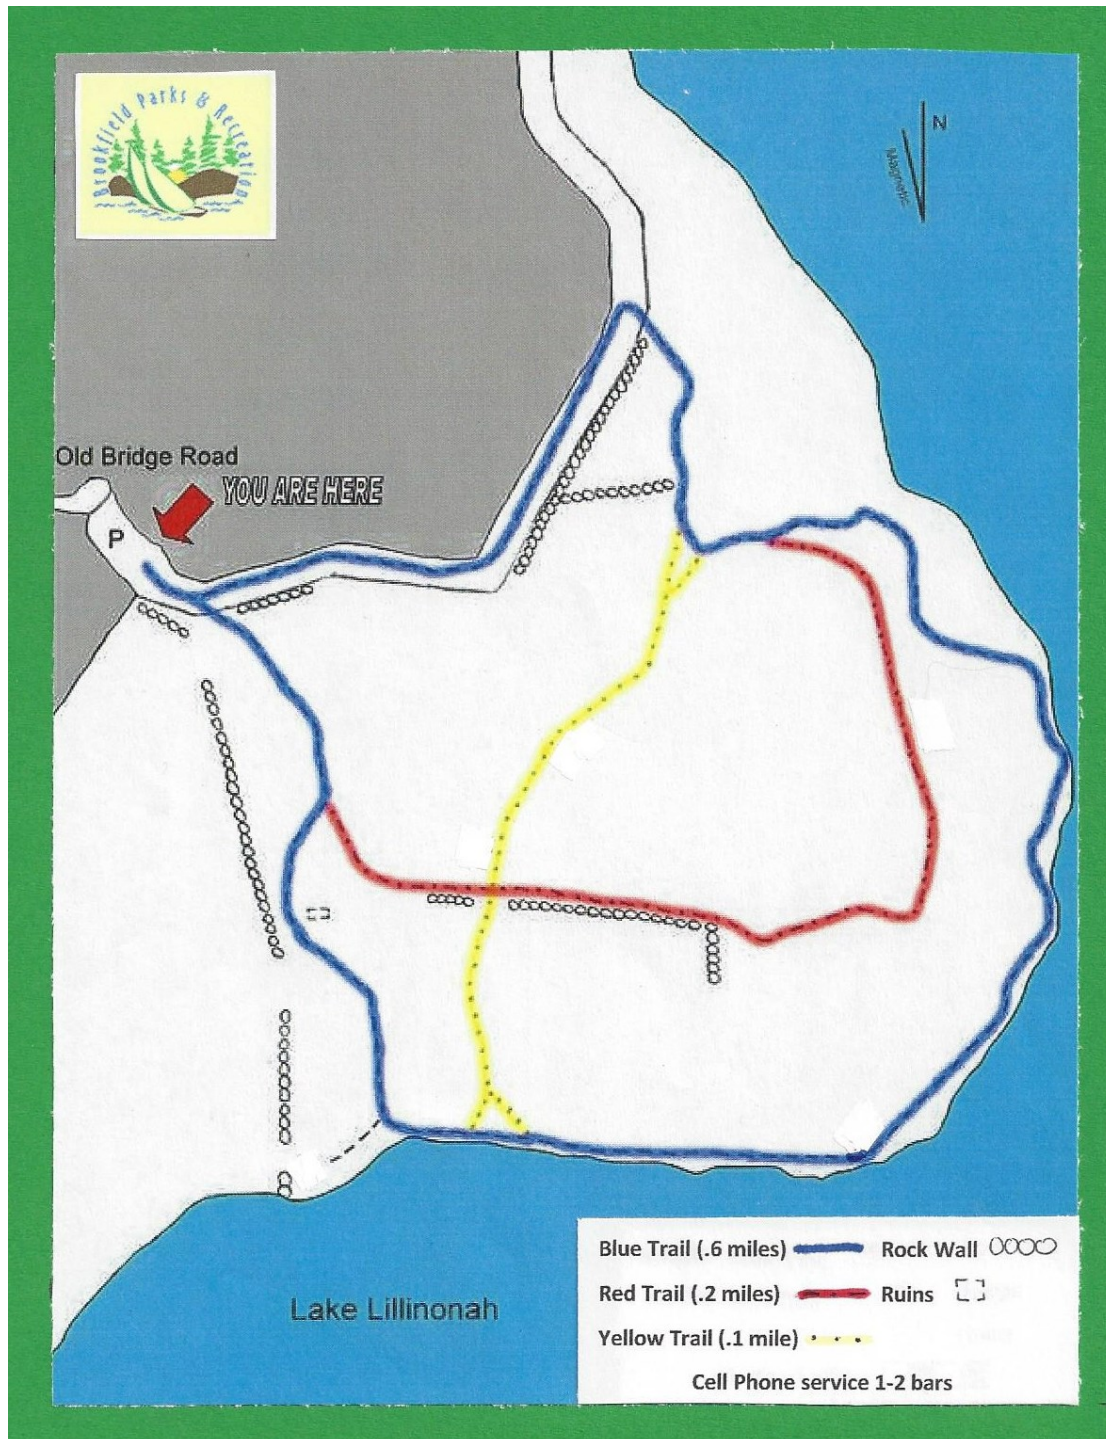 Brookfield Parks & Recreation
N
Magnetic
Old Bridge Road
YOU ARE HERE
P
Blue Trail (.6 miles)
Rock Wall
Red Trail (.2 miles)
Ruins
Yellow Trail (.1 mile)
Cell Phone service 1-2 bars
Lake Lillinonah